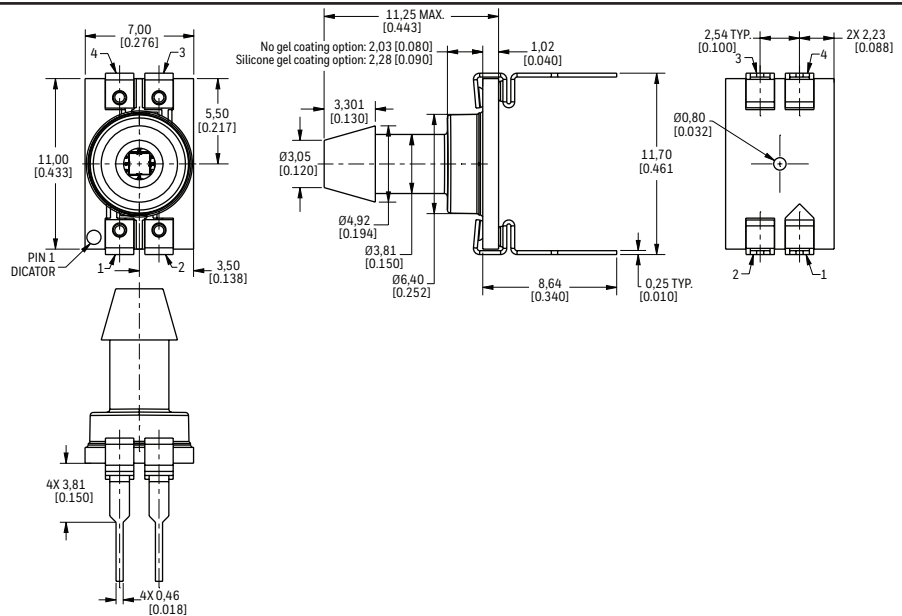 7,00
[0.276]
4
3
5,50
[0.217]
11,00
[0.433]
PIN 1
DICATOR
1
2
3,50
[0.138]
11,25 MAX.
[0.443]
No gel coating option: 2,03 [0.080]
Silicone gel coating option: 2,28 [0.090]
1,02
[0.040]
3,301
[0.130]
Ø3,05
[0.120]
Ø4,92
[0.194]
Ø3,81
[0.150]
Ø6,40
[0.252]
11,70
[0.461
8,64
[0.340]
0,25 TYP.
[0.010]
2,54 TYP.
[0.100]
2X 2,23
[0.088]
3
4
Ø0,80
[0.032]
2
1
4X 3,81
[0.150]
4X 0,46
[0.018]